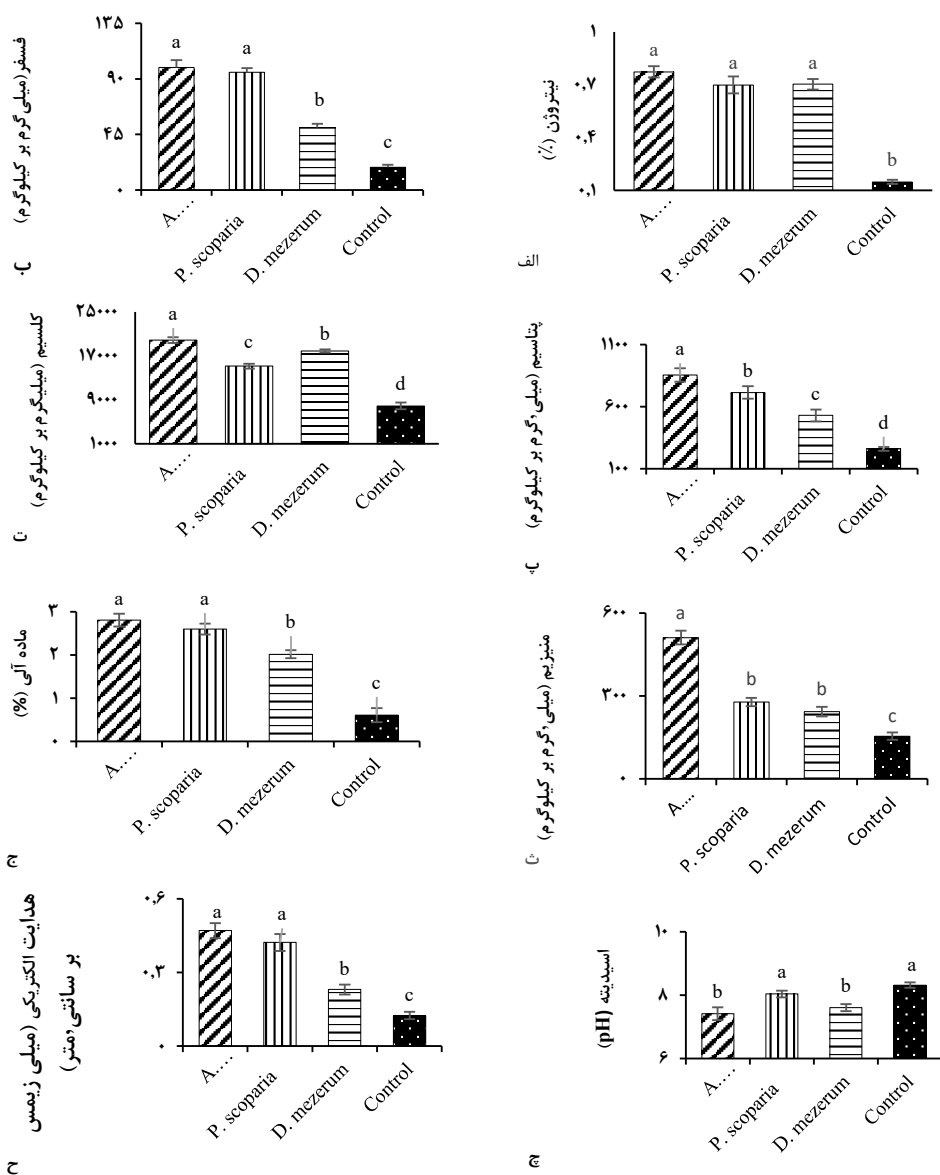 نیتروژن (٪)
۱
۰,۷
۰,۴
۰,۱
a
a
a
b
A....
P. scoparia
D. mezerum
Control
الف
فسفر(میلی گرم بر کیلوگرم)
۱۳۵
۹۰
۴۵
۰
a
a
b
c
A....
P. scoparia
D. mezerum
Control
ب
پتاسیم (میلی,گرم بر کیلوگرم)
۱۱۰۰
۶۰۰
۱۰۰
a
b
c
d
A....
P. scoparia
D. mezerum
Control
پ
کلسیم (میلیگرم بر کیلوگرم)
۲۵۰۰۰
۱۷۰۰۰
۹۰۰۰
۱۰۰۰
a
c
b
d
A....
P. scoparia
D. mezerum
Control
ت
منیزیم (میلی,گرم بر کیلوگرم)
۶۰۰
۳۰۰
۰
a
b
b
c
A....
P. scoparia
D. mezerum
Control
ث
ماده آلی (%)
۳
۲
۱
۰
a
a
b
c
A....
P. scoparia
D. mezerum
Control
ج
اسیدیته (pH)
۱۰
۸
۶
b
a
b
a
A....
P. scoparia
D. mezerum
Control
چ
هدایت الکتریکی (میلی زیمس
بر سانتی,متر)
۰,۶
۰,۳
۰
a
a
b
c
A....
P. scoparia
D. mezerum
Control
ح